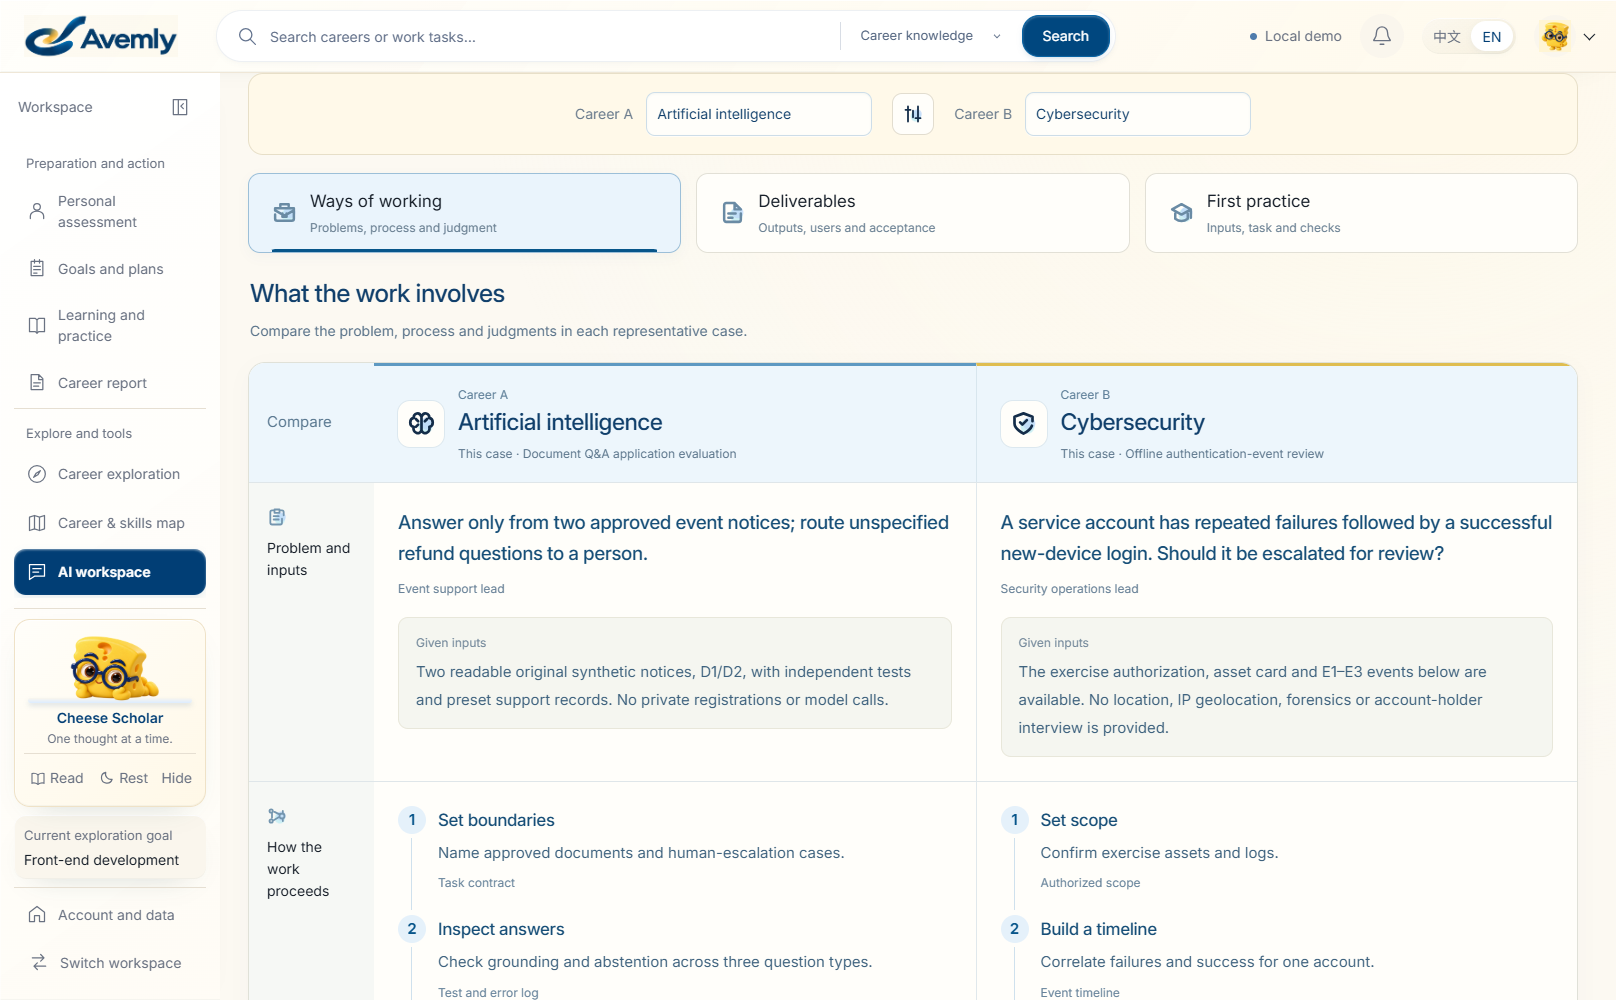 Avemly
Search careers or work tasks...
Career knowledge
Search
Local demo
中文
EN
Workspace
Preparation and action
Personal
assessment
Goals and plans
Learning and
practice
Career report
Explore and tools
Career exploration
Career & skills map
AI workspace
Cheese Scholar
One thought at a time.
Read
Rest
Hide
Current exploration goal
Front-end development
Account and data
Switch workspace
Career A
Artificial intelligence
Career B
Cybersecurity
Ways of working
Problems, process and judgment
Deliverables
Outputs, users and acceptance
First practice
Inputs, task and checks
What the work involves
Compare the problem, process and judgments in each representative case.
Compare
Career A
Artificial intelligence
This case · Document Q&A application evaluation
Career B
Cybersecurity
This case · Offline authentication-event review
Problem and
inputs
Answer only from two approved event notices; route unspecified
refund questions to a person.
Event support lead
Given inputs
Two readable original synthetic notices, D1/D2, with independent tests
and preset support records. No private registrations or model calls.
A service account has repeated failures followed by a successful
new-device login. Should it be escalated for review?
Security operations lead
Given inputs
The exercise authorization, asset card and E1–E3 events below are
available. No location, IP geolocation, forensics or account-holder
interview is provided.
How the
work
proceeds
1
Set boundaries
Name approved documents and human-escalation cases.
Task contract
2
Inspect answers
Check grounding and abstention across three question types.
Test and error log
1
Set scope
Confirm exercise assets and logs.
Authorized scope
2
Build a timeline
Correlate failures and success for one account.
Event timeline